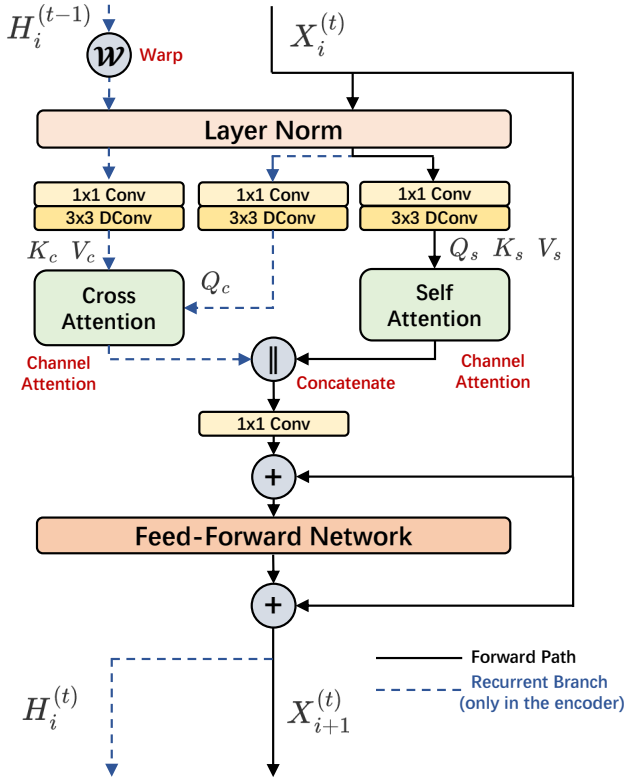 H_i^{(t-1)}
X_i^{(t)}
𝓦
Warp
Layer Norm
1x1 Conv
3x3 DConv
1x1 Conv
3x3 DConv
1x1 Conv
3x3 DConv
K_c V_c
Q_c
Q_s K_s V_s
Cross
Attention
Self
Attention
Channel
Attention
||
Concatenate
Channel
Attention
1x1 Conv
+
Feed-Forward Network
+
Forward Path
Recurrent Branch
(only in the encoder)
H_i^{(t)}
X_{i+1}^{(t)}